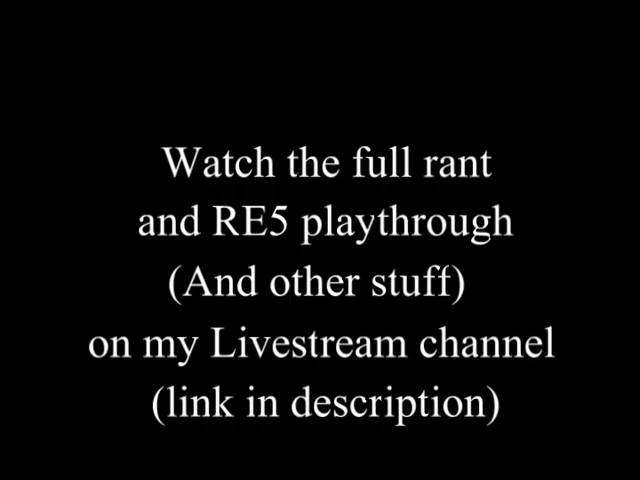 Watch the full rant
and RE5 playthrough
(And other stuff)
on my Livestream channel
(link in description)